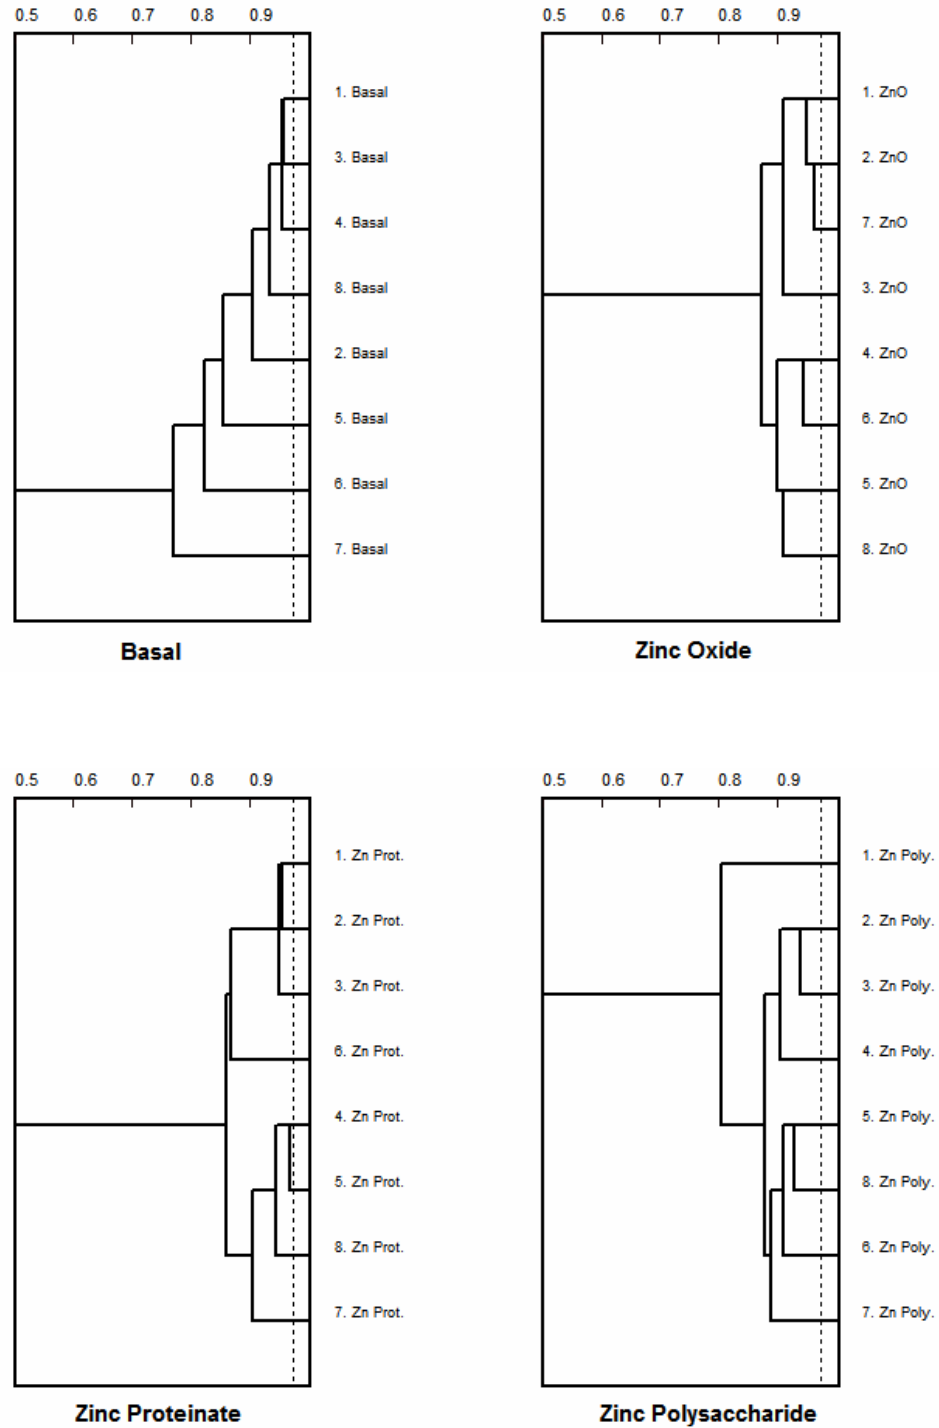 0.5 0.6 0.7 0.8 0.9
1. Basal
3. Basal
4. Basal
8. Basal
2. Basal
5. Basal
6. Basal
7. Basal
Basal
0.5 0.6 0.7 0.8 0.9
1. ZnO
2. ZnO
7. ZnO
3. ZnO
4. ZnO
6. ZnO
5. ZnO
8. ZnO
Zinc Oxide
0.5 0.6 0.7 0.8 0.9
1. Zn Prot.
2. Zn Prot.
3. Zn Prot.
6. Zn Prot.
4. Zn Prot.
5. Zn Prot.
8. Zn Prot.
7. Zn Prot.
Zinc Proteinate
0.5 0.6 0.7 0.8 0.9
1. Zn Poly.
2. Zn Poly.
3. Zn Poly.
4. Zn Poly.
5. Zn Poly.
8. Zn Poly.
6. Zn Poly.
7. Zn Poly.
Zinc Polysaccharide